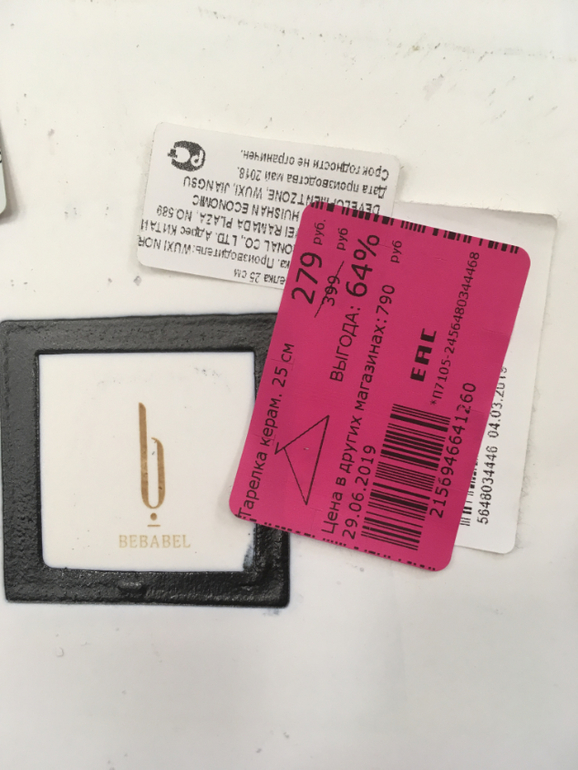 Срок годности не ограничен.
Дата производства май 2018.
DEVELOPMENT ZONE, WUXI, JIANGSU
HUISHAN ECONOMIC
RAMADA PLAZA, NO.589
CO., LTD. Адрес КИТАЙ
Производитель: WUXI NOR
25 см
279 руб.
399 руб
ВЫГОДА: 64%
Тарелка керам. 25 см
Цена в других магазинах: 790 руб
29.06.2019
ЕАС
*П7105-2456480344468
2156946641260
5648034446 04.03.2019
BEBABEL